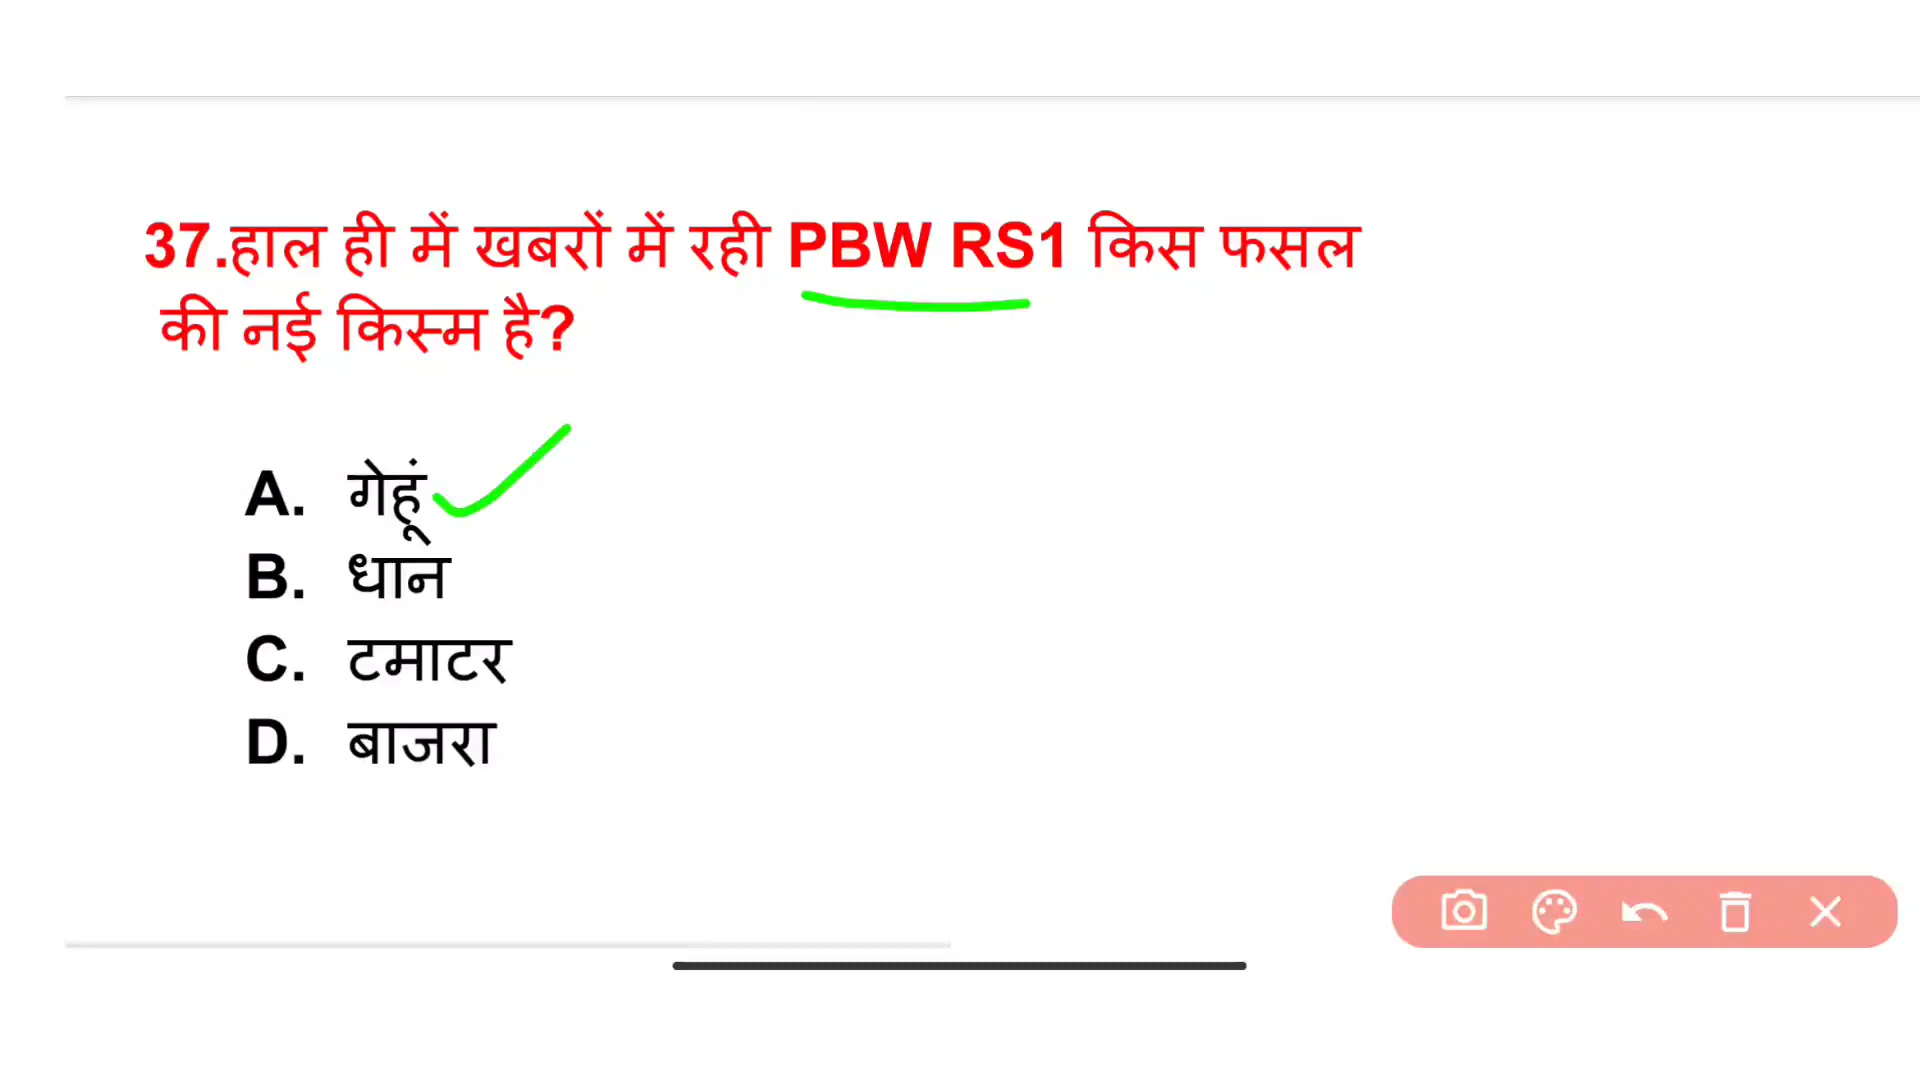 37.हाल ही में खबरों में रही PBW RS1 किस फसल
की नई किस्म है?
A. गेहूं
B. धान
C. टमाटर
D. बाजरा